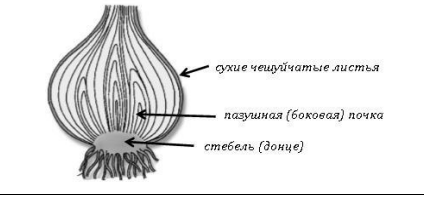 сухие чешуйчатые листья
пазушная (боковая) почка
стебель (донце)